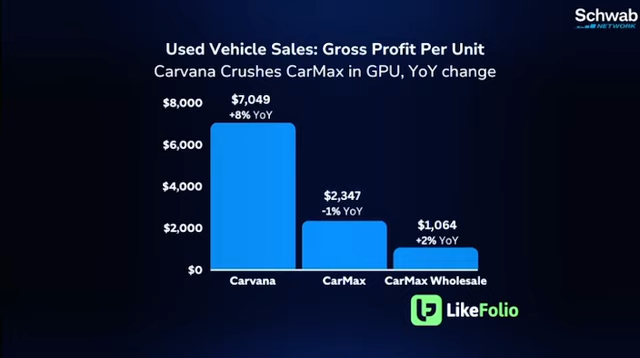 Schwab
NETWORK
Used Vehicle Sales: Gross Profit Per Unit
Carvana Crushes CarMax in GPU, YoY change
$8,000
$6,000
$4,000
$2,000
$0
$7,049
+8% YoY
$2,347
-1% YoY
$1,064
+2% YoY
Carvana
CarMax
CarMax Wholesale
LikeFolio